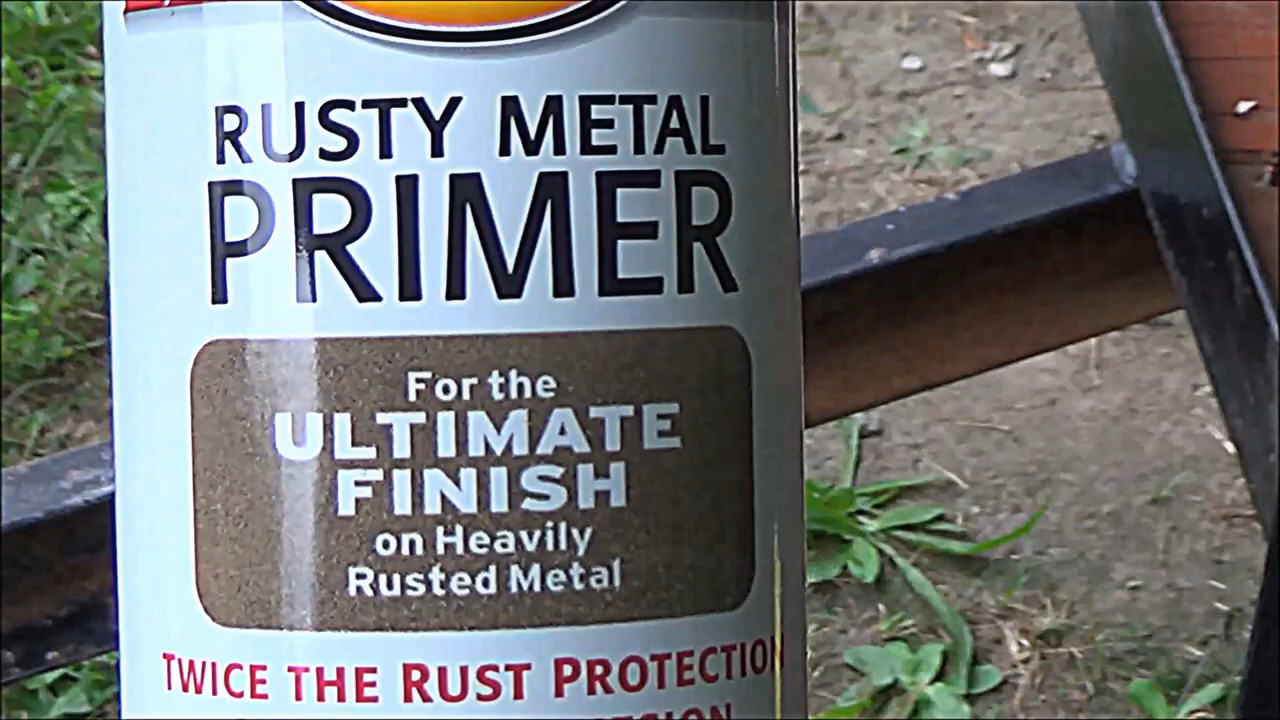 RUSTY METAL
PRIMER
For the
ULTIMATE
FINISH
on Heavily
Rusted Metal
TWICE THE RUST PROTECTION